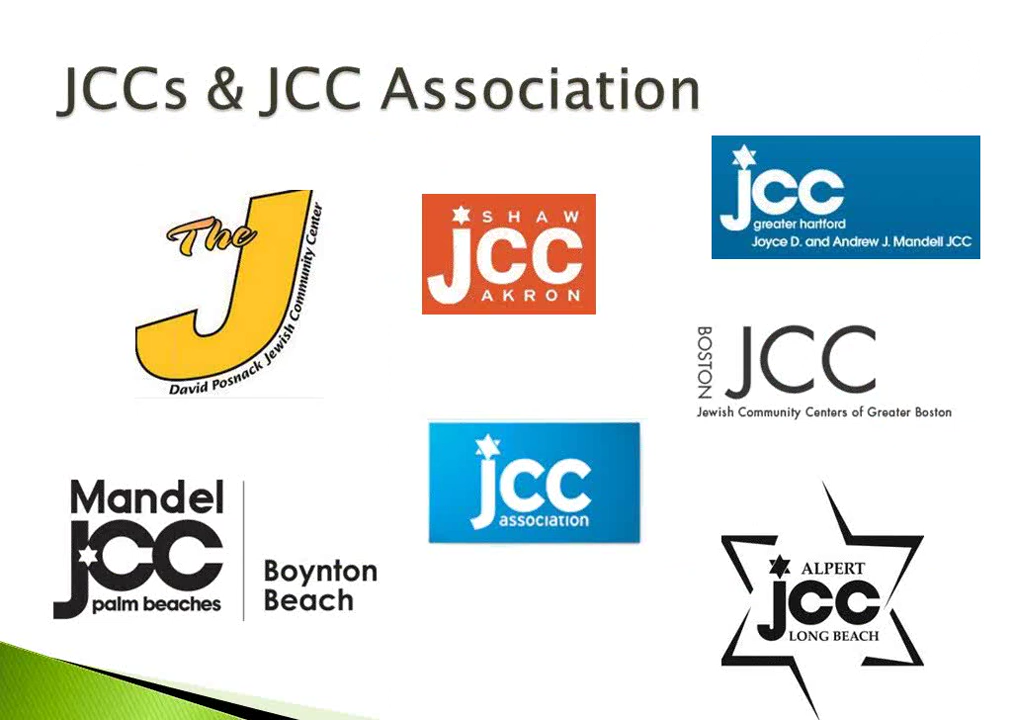 JCCs & JCC Association
The J
David Posnack Jewish Community Center
SHAW
jcc
AKRON
jcc
greater hartford
Joyce D. and Andrew J. Mandell JCC
BOSTON
JCC
Jewish Community Centers of Greater Boston
jcc
association
Mandel
JCC
palm beaches
Boynton
Beach
ALPERT
jcc
LONG BEACH